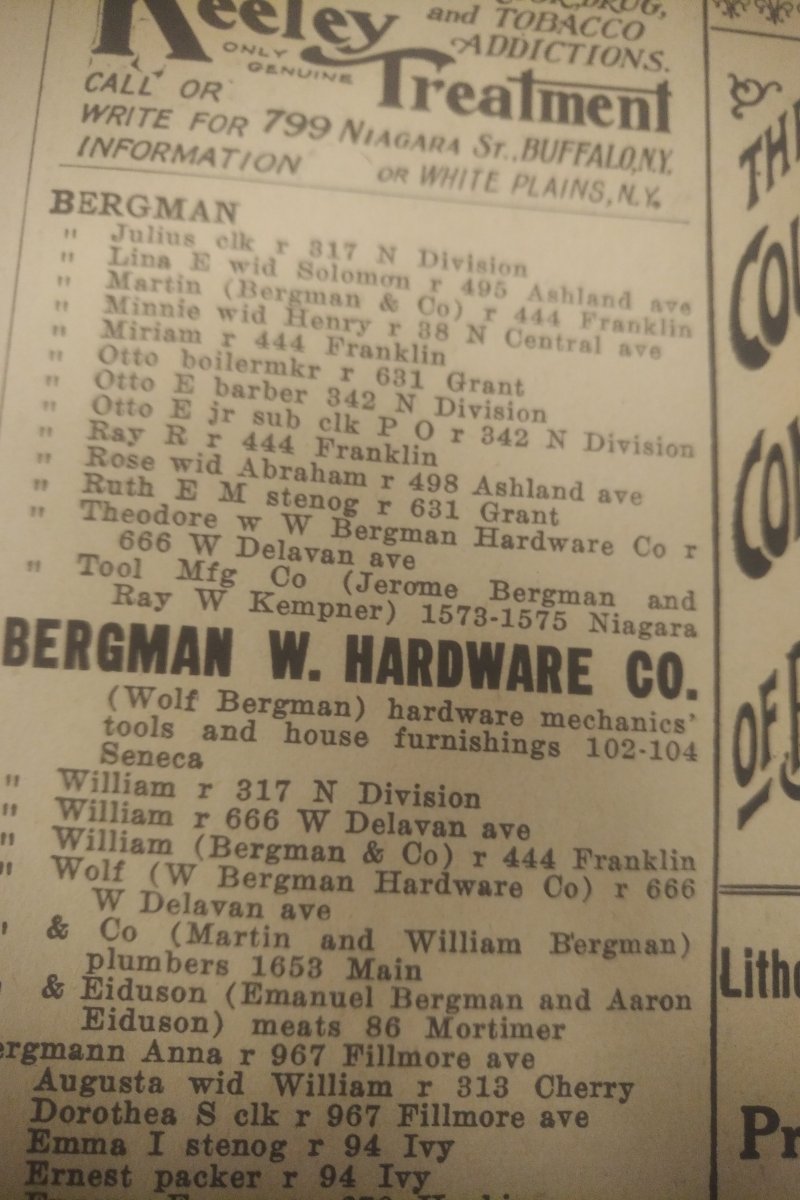 DRUG,
Keeley and TOBACCO
ONLY GENUINE ADDICTIONS.
Treatment
CALL OR
WRITE FOR 799 NIAGARA ST., BUFFALO, N.Y.
INFORMATION OR WHITE PLAINS, N.Y.
BERGMAN
" Julius clk r 317 N Division
" Lina E wid Solomon r 495 Ashland ave
" Martin (Bergman & Co) r 444 Franklin
" Minnie wid Henry r 38 N Central ave
" Miriam r 444 Franklin
" Otto boilermkr r 631 Grant
" Otto E barber 342 N Division
" Otto E jr sub clk P O r 342 N Division
" Ray R r 444 Franklin
" Rose wid Abraham r 498 Ashland ave
" Ruth E M stenog r 631 Grant
" Theodore w W Bergman Hardware Co r
666 W Delavan ave
" Tool Mfg Co (Jerome Bergman and
Ray W Kempner) 1573-1575 Niagara
BERGMAN W. HARDWARE CO.
(Wolf Bergman) hardware mechanics'
tools and house furnishings 102-104
Seneca
" William r 317 N Division
" William r 666 W Delavan ave
" William (Bergman & Co) r 444 Franklin
" Wolf (W Bergman Hardware Co) r 666
W Delavan ave
" & Co (Martin and William Bergman)
plumbers 1653 Main
" & Eiduson (Emanuel Bergman and Aaron
Eiduson) meats 86 Mortimer
ergmann Anna r 967 Fillmore ave
Augusta wid William r 313 Cherry
Dorothea S clk r 967 Fillmore ave
Emma I stenog r 94 Ivy
Ernest packer r 94 Ivy
TH
COU
CO
OF
Litho
Pr